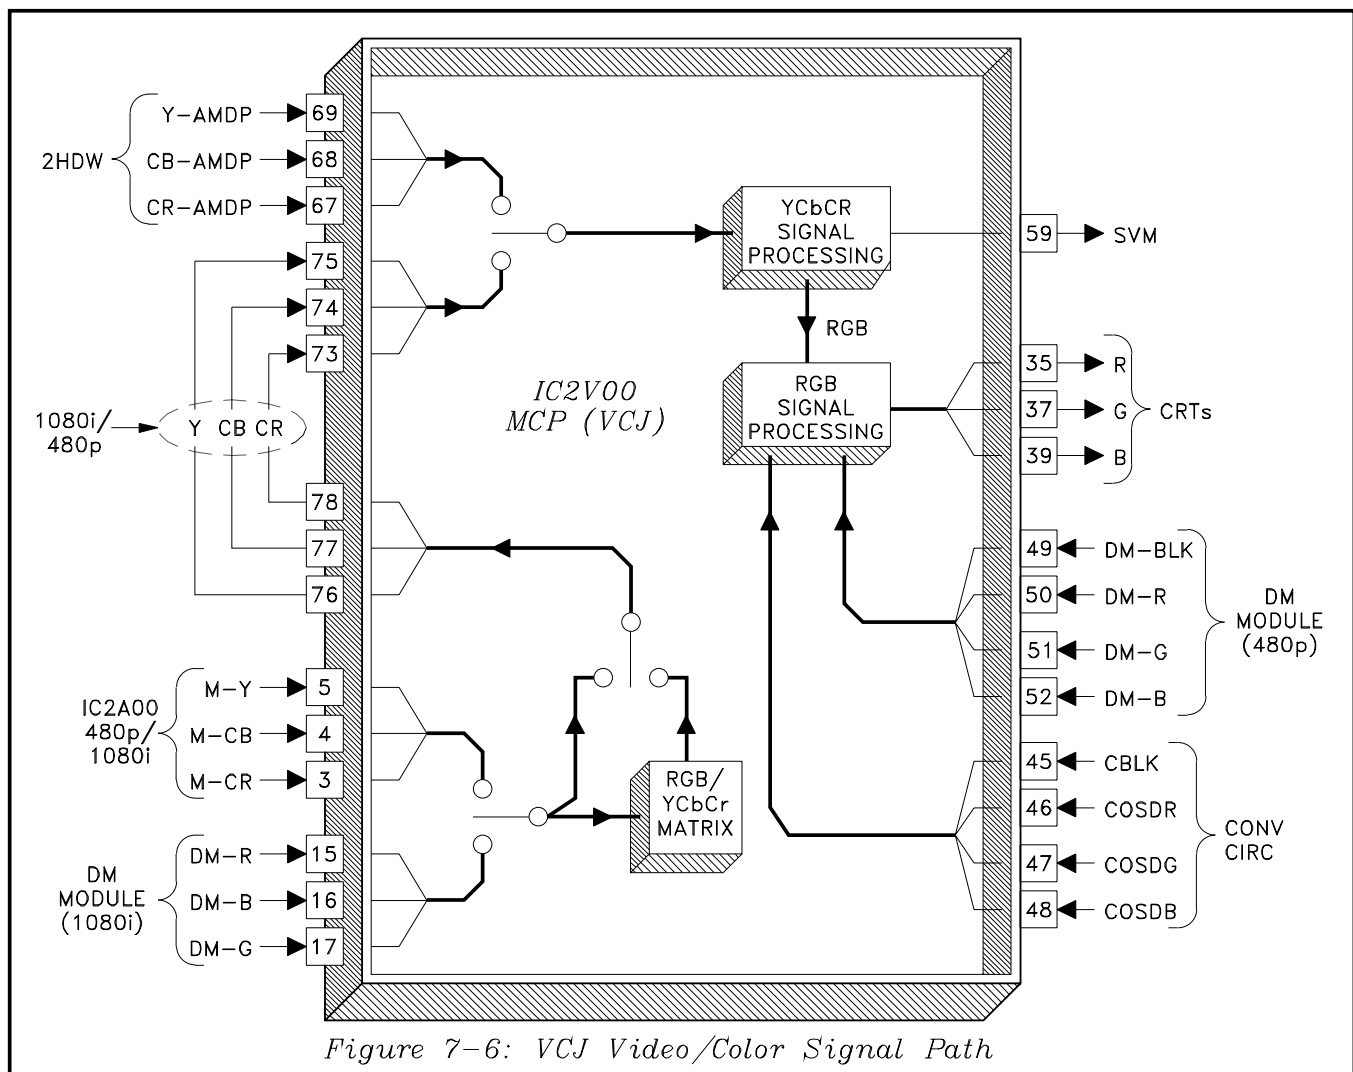 Y-AMDP
69
2HDW
CB-AMDP
68
CR-AMDP
67
75
74
73
1080i/
480p
Y CB CR
78
77
76
IC2A00
480p/
1080i
M-Y
5
M-CB
4
M-CR
3
DM
MODULE
(1080i)
DM-R
15
DM-B
16
DM-G
17
IC2V00
MCP (VCJ)
YCbCR
SIGNAL
PROCESSING
RGB
RGB
SIGNAL
PROCESSING
RGB/
YCbCr
MATRIX
59
SVM
35
R
37
G
39
B
CRTs
49
DM-BLK
50
DM-R
51
DM-G
52
DM-B
DM
MODULE
(480p)
45
CBLK
46
COSDR
47
COSDG
48
COSDB
CONV
CIRC
Figure 7-6: VCJ Video/Color Signal Path